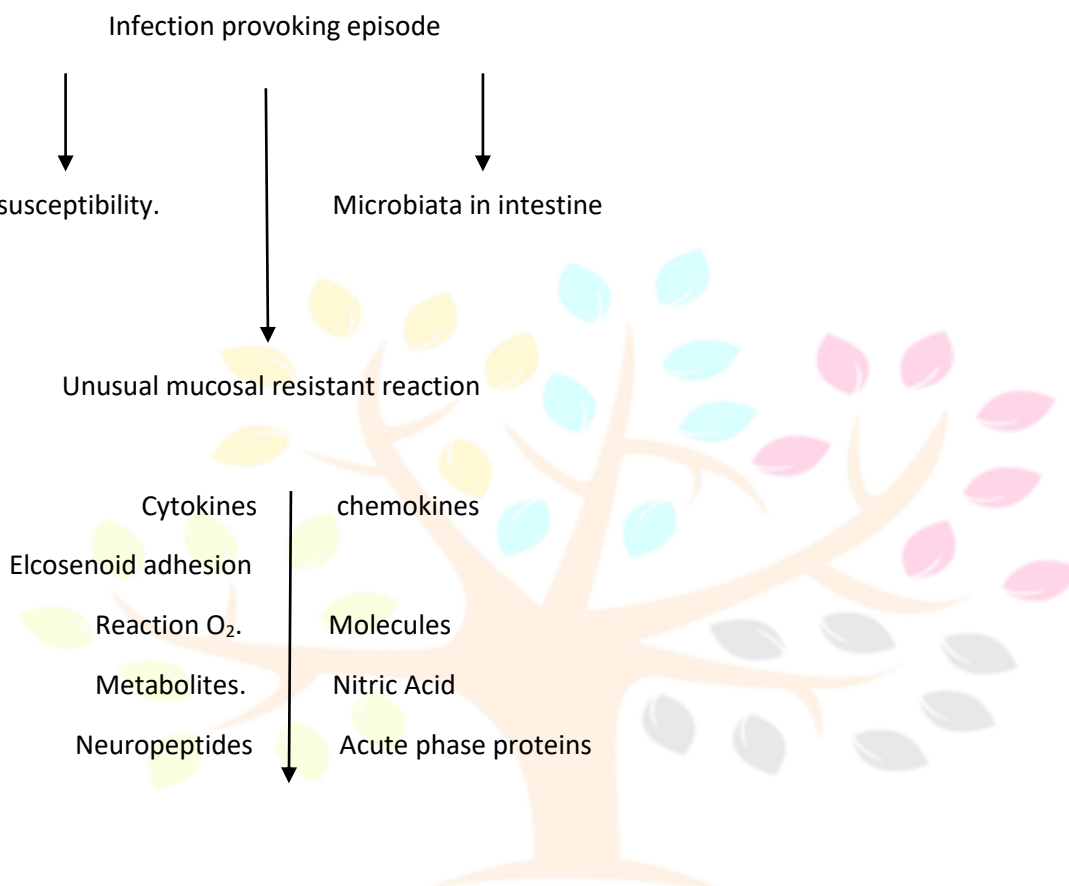 Infection provoking episode
susceptibility. Microbiata in intestine
Unusual mucosal resistant reaction
Cytokines chemokines
Elcosenoid adhesion
Reaction O₂. Molecules
Metabolites. Nitric Acid
Neuropeptides Acute phase proteins